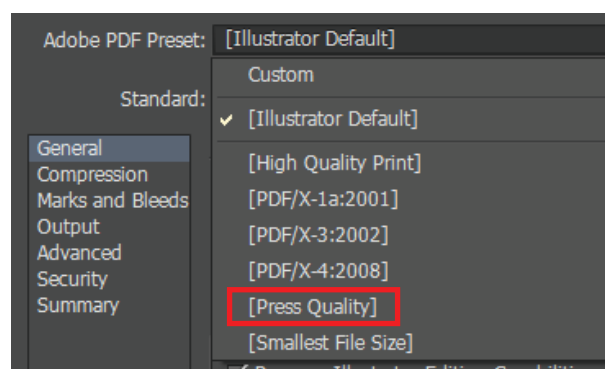 Adobe PDF Preset: [Illustrator Default]
Custom
Standard:
✓ [Illustrator Default]
General
[High Quality Print]
Compression
Marks and Bleeds
[PDF/X-1a:2001]
Output
[PDF/X-3:2002]
Advanced
[PDF/X-4:2008]
Security
Summary
[Press Quality]
[Smallest File Size]